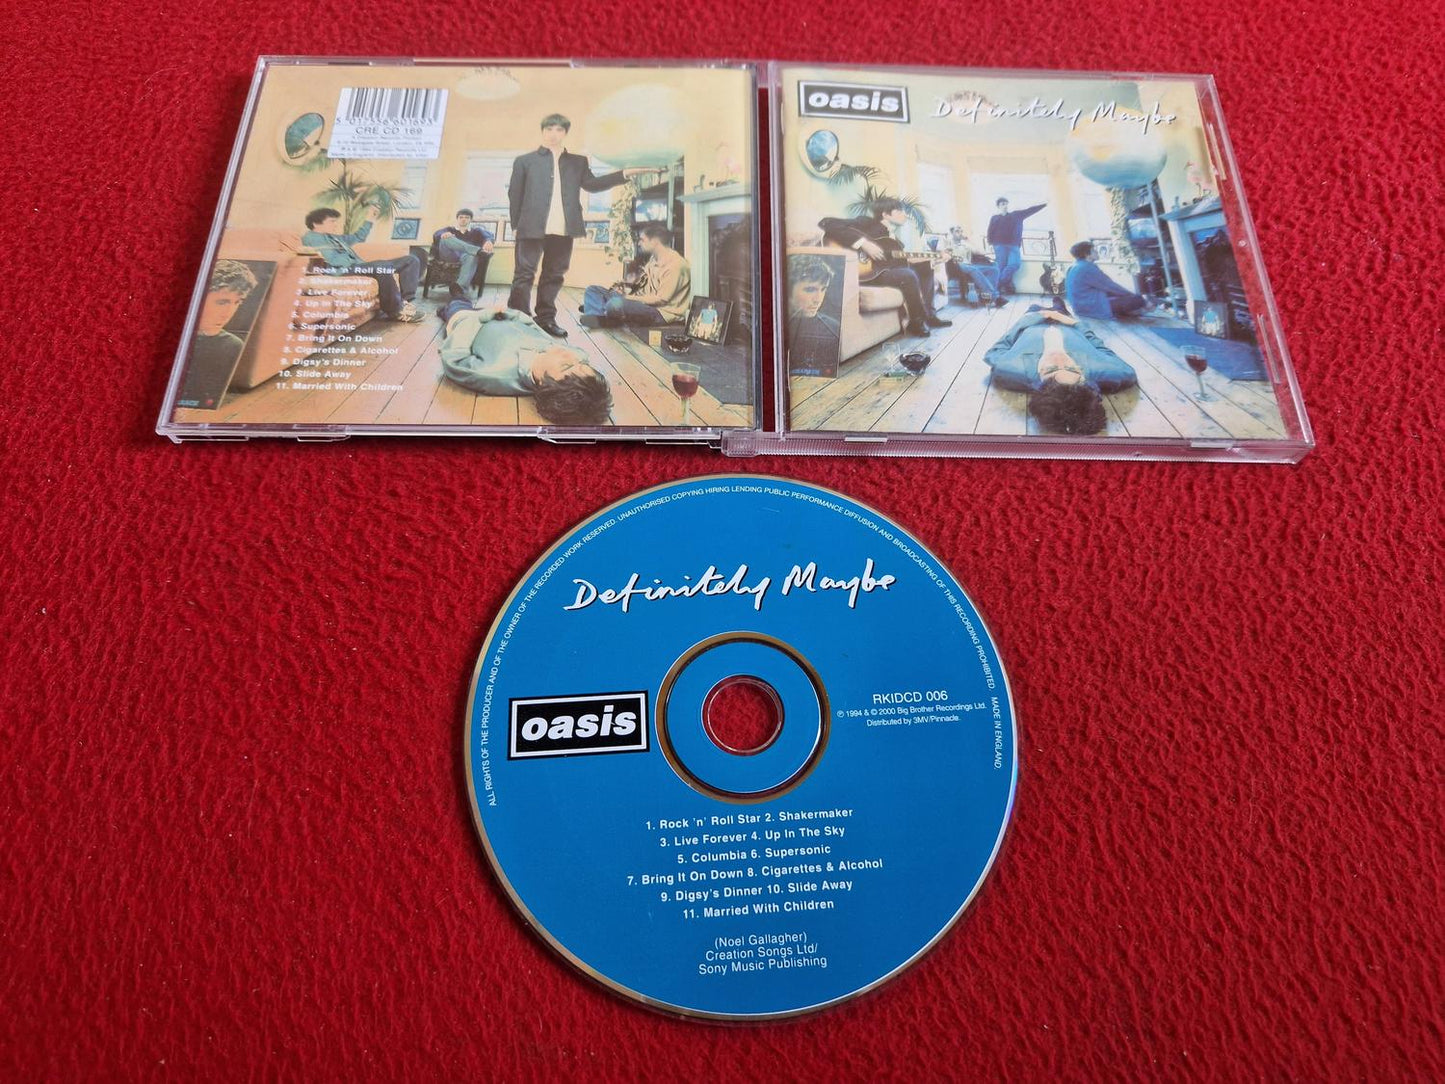 5 017556 601693
CRE CD 169
1. Rock 'n' Roll Star
2. Shakermaker
3. Live Forever
4. Up In The Sky
5. Columbia
6. Supersonic
7. Bring It On Down
8. Cigarettes & Alcohol
9. Digsy's Dinner
10. Slide Away
11. Married With Children
oasis
Definitely Maybe
ALL RIGHTS OF THE PRODUCER AND OF THE OWNER OF THE RECORDED WORK RESERVED. UNAUTHORISED COPYING HIRING LENDING PUBLIC PERFORMANCE DIFFUSION AND BROADCASTING OF THIS RECORDING PROHIBITED. MADE IN ENGLAND.
Definitely Maybe
oasis
RKIDCD 006
℗ 1994 & © 2000 Big Brother Recordings Ltd.
Distributed by 3MV/Pinnacle.
1. Rock 'n' Roll Star 2. Shakermaker
3. Live Forever 4. Up In The Sky
5. Columbia 6. Supersonic
7. Bring It On Down 8. Cigarettes & Alcohol
9. Digsy's Dinner 10. Slide Away
11. Married With Children
(Noel Gallagher)
Creation Songs Ltd/
Sony Music Publishing